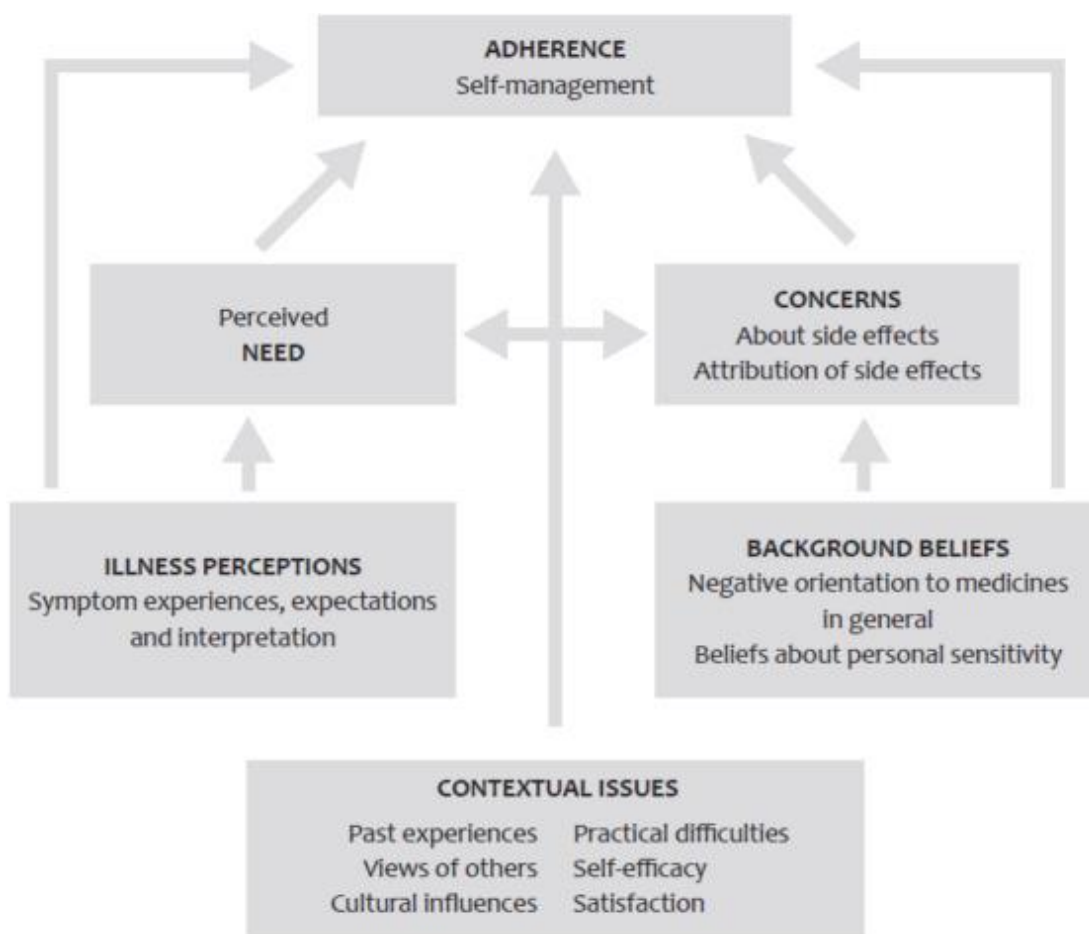 ADHERENCE
Self-management
Perceived
NEED
CONCERNS
About side effects
Attribution of side effects
ILLNESS PERCEPTIONS
Symptom experiences, expectations
and interpretation
BACKGROUND BELIEFS
Negative orientation to medicines
in general
Beliefs about personal sensitivity
CONTEXTUAL ISSUES
Past experiences Practical difficulties
Views of others Self-efficacy
Cultural influences Satisfaction